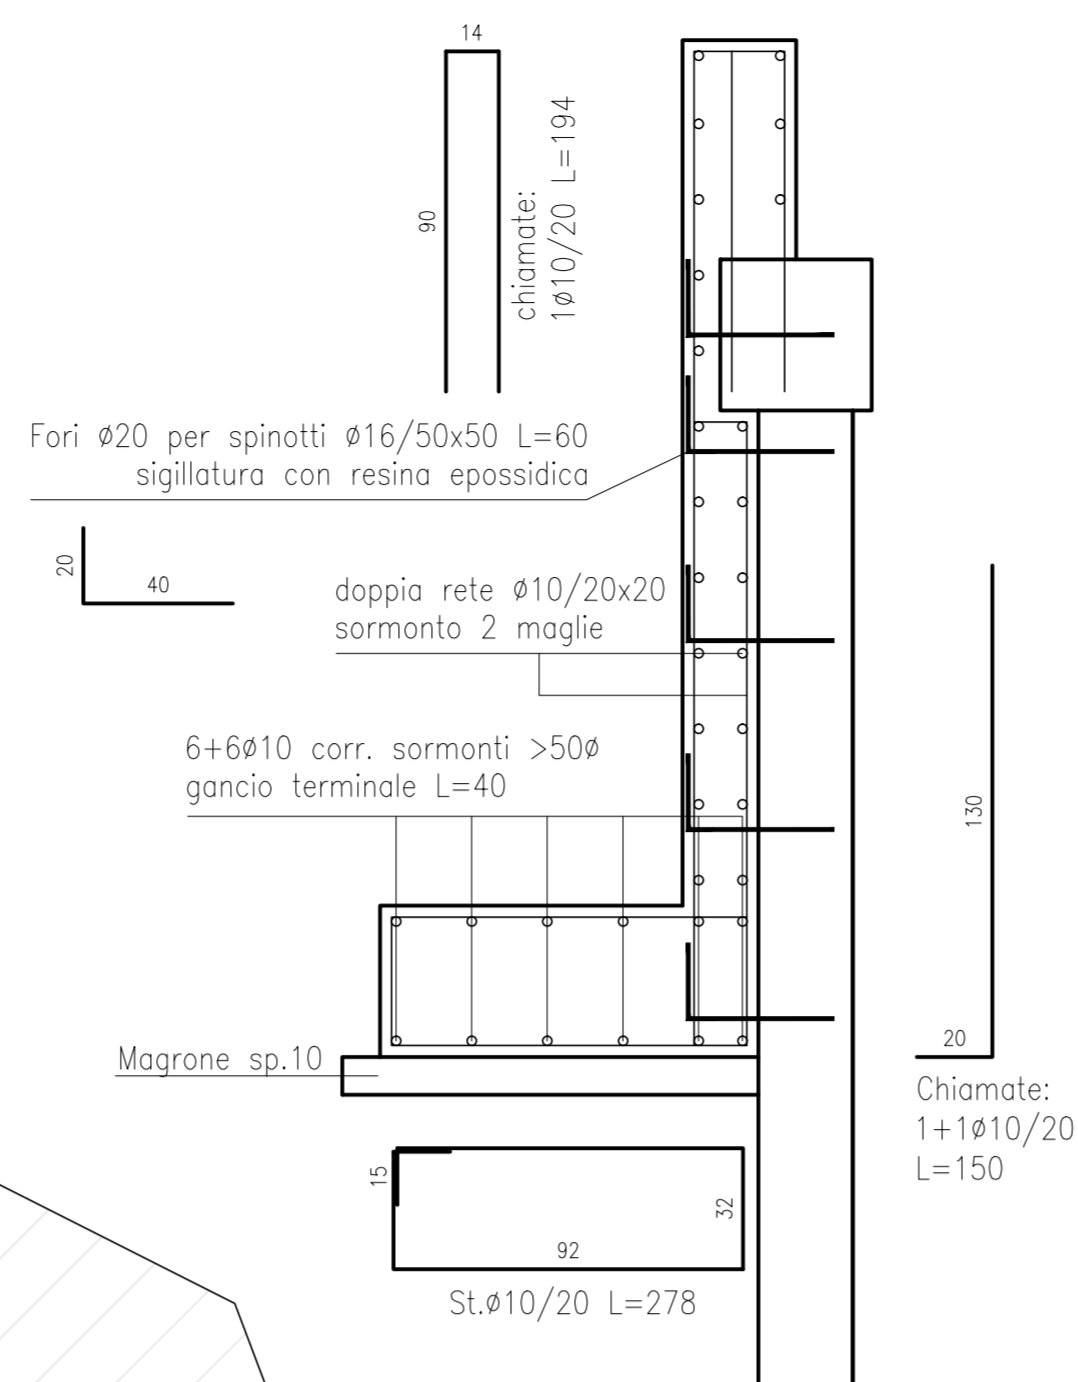 14
90
chiamate:
1ø10/20 L=194
Fori ø20 per spinotti ø16/50x50 L=60
sigillatura con resina epossidica
20
40
doppia rete ø10/20x20
sormonto 2 maglie
6+6ø10 corr. sormonti >50ø
gancio terminale L=40
130
20
Chiamate:
1+1ø10/20
L=150
Magrone sp.10
15
32
92
St.ø10/20 L=278